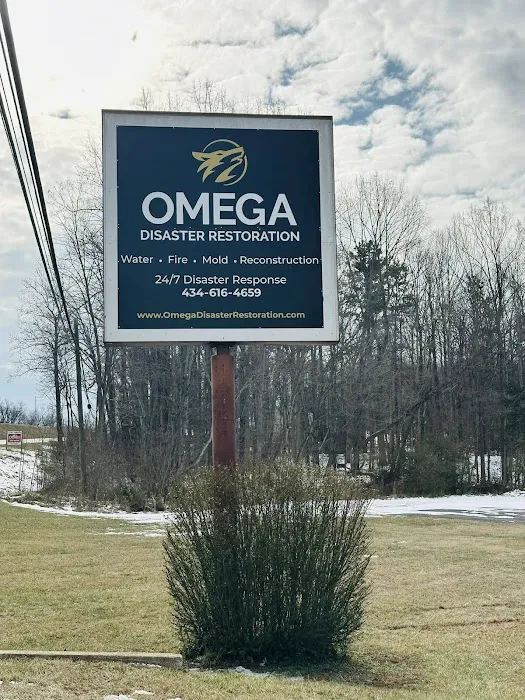 OMEGA
DISASTER RESTORATION
Water • Fire • Mold • Reconstruction
24/7 Disaster Response
434-616-4659
www.OmegaDisasterRestoration.com